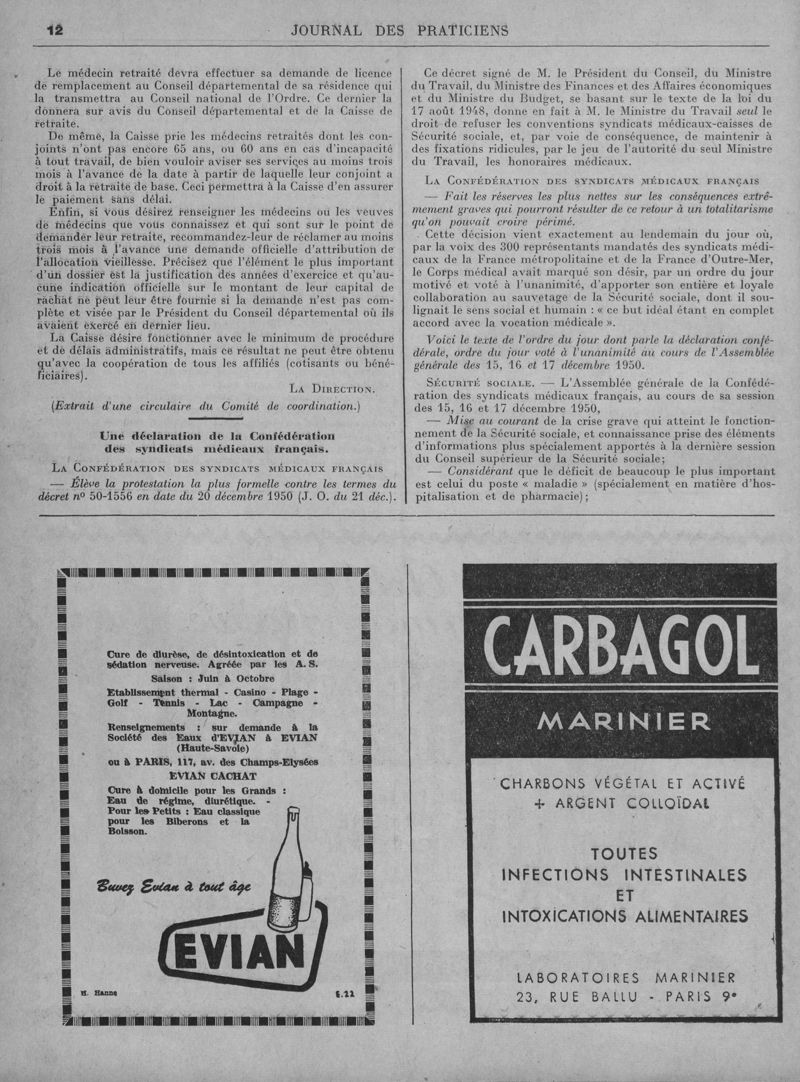 12
JOURNAL DES PRATICIENS
Le médecin retraité devra effectuer sa demande de licence
de remplacement au Conseil départemental de sa résidence qui
la transmettra au Conseil national de l'Ordre. Ce dernier la
donnera sur avis du Conseil départemental et de la Caisse de
retraite.
De même, la Caisse prie les médecins retraités dont les con-
joints n'ont pas encore 65 ans, ou 60 ans en cas d'incapacité
à tout travail, de bien vouloir aviser ses services au moins trois
mois à l'avance de la date à partir de laquelle leur conjoint a
droit à la retraite de base. Ceci permettra à la Caisse d'en assurer
le paiement sans délai.
Enfin, si vous désirez renseigner les médecins ou les veuves
de médecins que vous connaissez et qui sont sur le point de
demander leur retraite, recommandez-leur de réclamer au moins
trois mois à l'avance une demande officielle d'attribution de
l'allocation vieillesse. Précisez que l'élément le plus important
d'un dossier est la justification des années d'exercice et qu'au-
cune indication officielle sur le montant de leur capital de
rachat ne peut leur être fournie si la demande n'est pas com-
plète et visée par le Président du Conseil départemental où ils
avaient exercé en dernier lieu.
La Caisse désire fonctionner avec le minimum de procédure
et de délais administratifs, mais ce résultat ne peut être obtenu
qu'avec la coopération de tous les affiliés (cotisants ou béné-
ficiaires).
LA DIRECTION.
(Extrait d'une circulaire du Comité de coordination.)
Une déclaration de la Confédération
des syndicats médicaux français.
LA CONFÉDÉRATION DES SYNDICATS MÉDICAUX FRANÇAIS
— Élève la protestation la plus formelle contre les termes du
décret nº 50-1556 en date du 20 décembre 1950 (J. O. du 21 déc.).
Ce décret signé de M. le Président du Conseil, du Ministre
du Travail, du Ministre des Finances et des Affaires économiques
et du Ministre du Budget, se basant sur le texte de la loi du
17 août 1948, donne en fait à M. le Ministre du Travail seul le
droit de refuser les conventions syndicats médicaux-caisses de
Sécurité sociale, et, par voie de conséquence, de maintenir à
des fixations ridicules, par le jeu de l'autorité du seul Ministre
du Travail, les honoraires médicaux.
LA CONFÉDÉRATION DES SYNDICATS MÉDICAUX FRANÇAIS
— Fait les réserves les plus nettes sur les conséquences extrê-
mement graves qui pourront résulter de ce retour à un totalitarisme
qu'on pouvait croire périmé.
Cette décision vient exactement au lendemain du jour où,
par la voix des 300 représentants mandatés des syndicats médi-
caux de la France métropolitaine et de la France d'Outre-Mer,
le Corps médical avait marqué son désir, par un ordre du jour
motivé et voté à l'unanimité, d'apporter son entière et loyale
collaboration au sauvetage de la Sécurité sociale, dont il sou-
lignait le sens social et humain : « ce but idéal étant en complet
accord avec la vocation médicale ».
Voici le texte de l'ordre du jour dont parle la déclaration confé-
dérale, ordre du jour voté à l'unanimité au cours de l'Assemblée
générale des 15, 16 et 17 décembre 1950.
SÉCURITÉ SOCIALE. — L'Assemblée générale de la Confédé-
ration des syndicats médicaux français, au cours de sa session
des 15, 16 et 17 décembre 1950,
— Mise au courant de la crise grave qui atteint le fonction-
nement de la Sécurité sociale, et connaissance prise des éléments
d'informations plus spécialement apportés à la dernière session
du Conseil supérieur de la Sécurité sociale;
— Considérant que le déficit de beaucoup le plus important
est celui du poste « maladie » (spécialement en matière d'hos-
pitalisation et de pharmacie);
Cure de diurèse, de désintoxication et de
sédation nerveuse. Agréée par les A. S.
Saison : Juin à Octobre
Etablissement thermal - Casino - Plage -
Golf - Tennis - Lac - Campagne -
Montagne.
Renseignements : sur demande à la
Société des Eaux d'EVIAN à EVIAN
(Haute-Savoie)
ou à PARIS, 117, av. des Champs-Elysées
EVIAN CACHAT
Cure à domicile pour les Grands :
Eau de régime, diurétique. -
Pour les Petits : Eau classique
pour les Biberons et la
Boisson.
Buvez Evian à tout âge
EVIAN
H. Hanne
E.22
CARBAGOL
MARINIER
CHARBONS VÉGÉTAL ET ACTIVÉ
+ ARGENT COLLOÏDAL
TOUTES
INFECTIONS INTESTINALES
ET
INTOXICATIONS ALIMENTAIRES
LABORATOIRES MARINIER
23, RUE BALLU - PARIS 9e